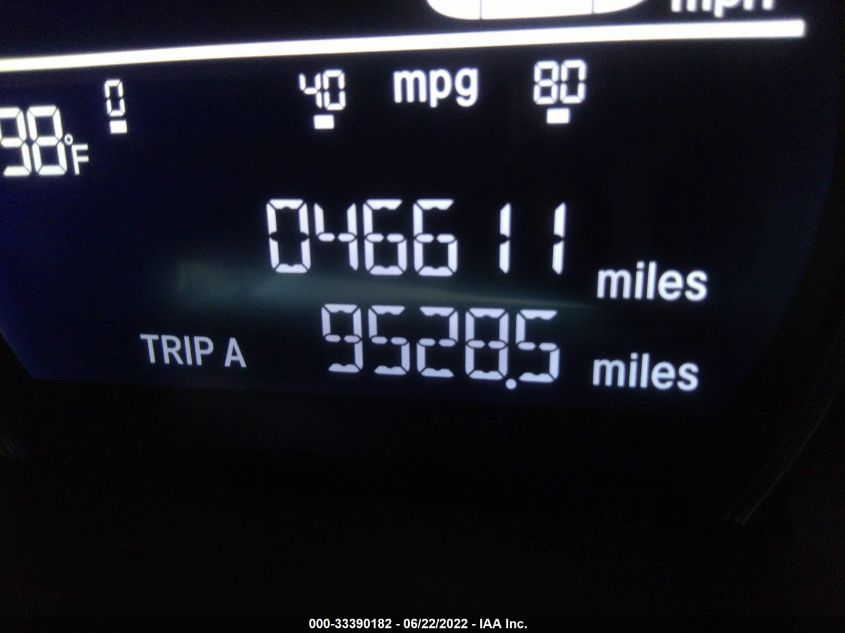 mph
0 40 mpg 80
98°F
046611 miles
TRIP A 9528.5 miles
000-33390182 - 06/22/2022 - IAA Inc.